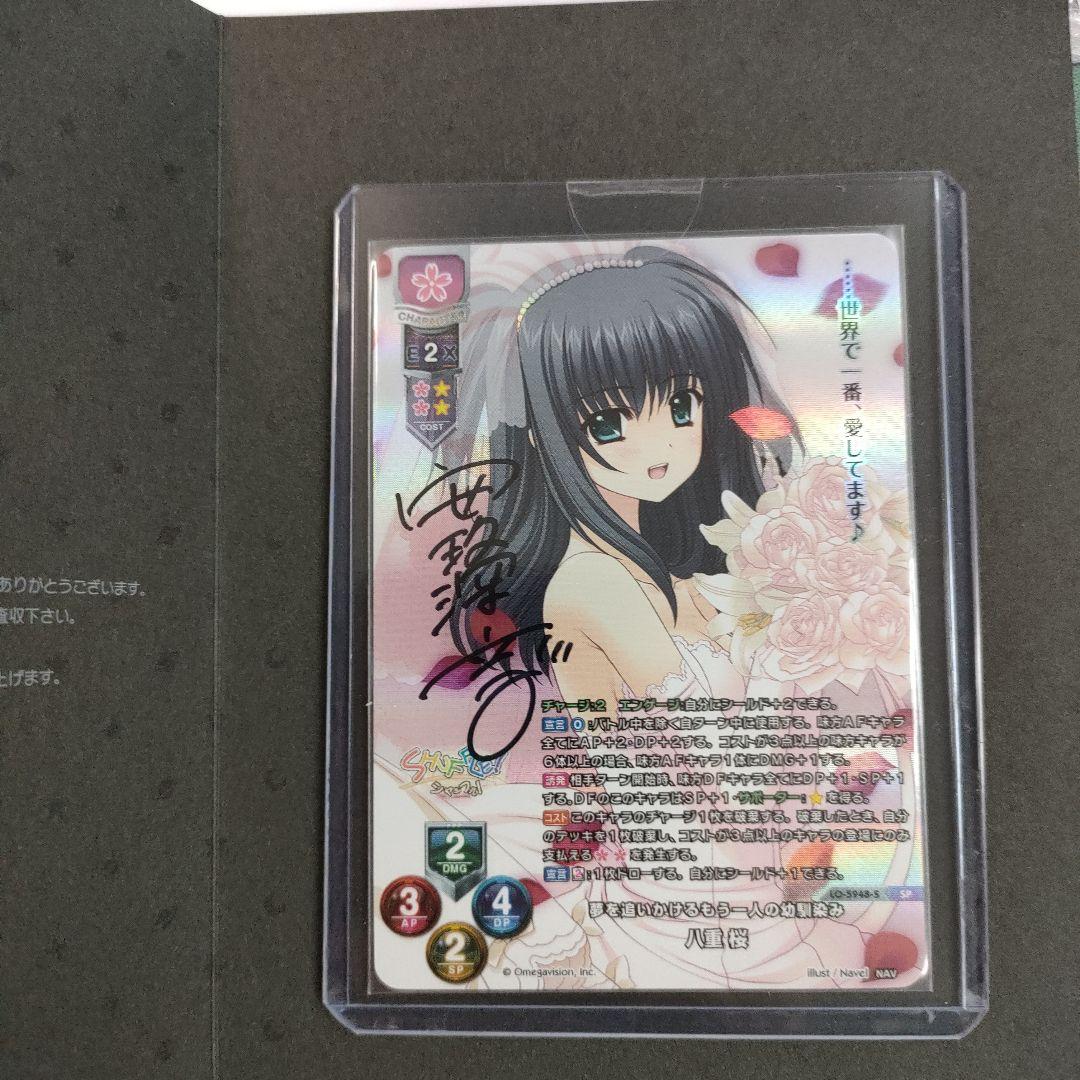 ありがとうございます。
査収下さい。
上げます。
CHARACTER
E 2 X
COST
……世界で一番、愛してます♪
チャージ:2 エンゲージ:自分にシールド+2できる。
宣言 0:バトル中を除く自ターン中に使用する。味方AFキャラ
全てにAP+2・DP+2する。コストが3点以上の味方キャラが
6体以上の場合、味方AFキャラ1体にDMG+1する。
誘発 相手ターン開始時、味方DFキャラ全てにDP+1・SP+1
する。DFのこのキャラはSP+1・サポーター:★を得る。
コスト このキャラのチャージ1枚を破棄する。破棄したとき、自分
のデッキを1枚破棄し、コストが3点以上のキャラの登場にのみ
支払える を発生する。
宣言 :1枚ドローする。自分にシールド+1できる。
SHUFFLE!
シャッフル!
2
DMG
3
AP
4
DP
2
SP
LO-5948-S SP
夢を追いかけるもう一人の幼馴染み
八重 桜
© Omegavision, Inc.
illust / Navel NAV